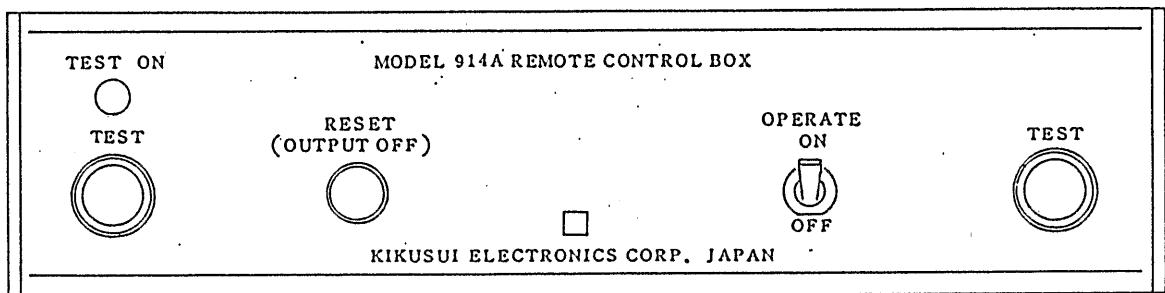 TEST ON
MODEL 914A REMOTE CONTROL BOX
TEST
RESET
(OUTPUT OFF)
OPERATE
ON
OFF
TEST
KIKUSUI ELECTRONICS CORP. JAPAN